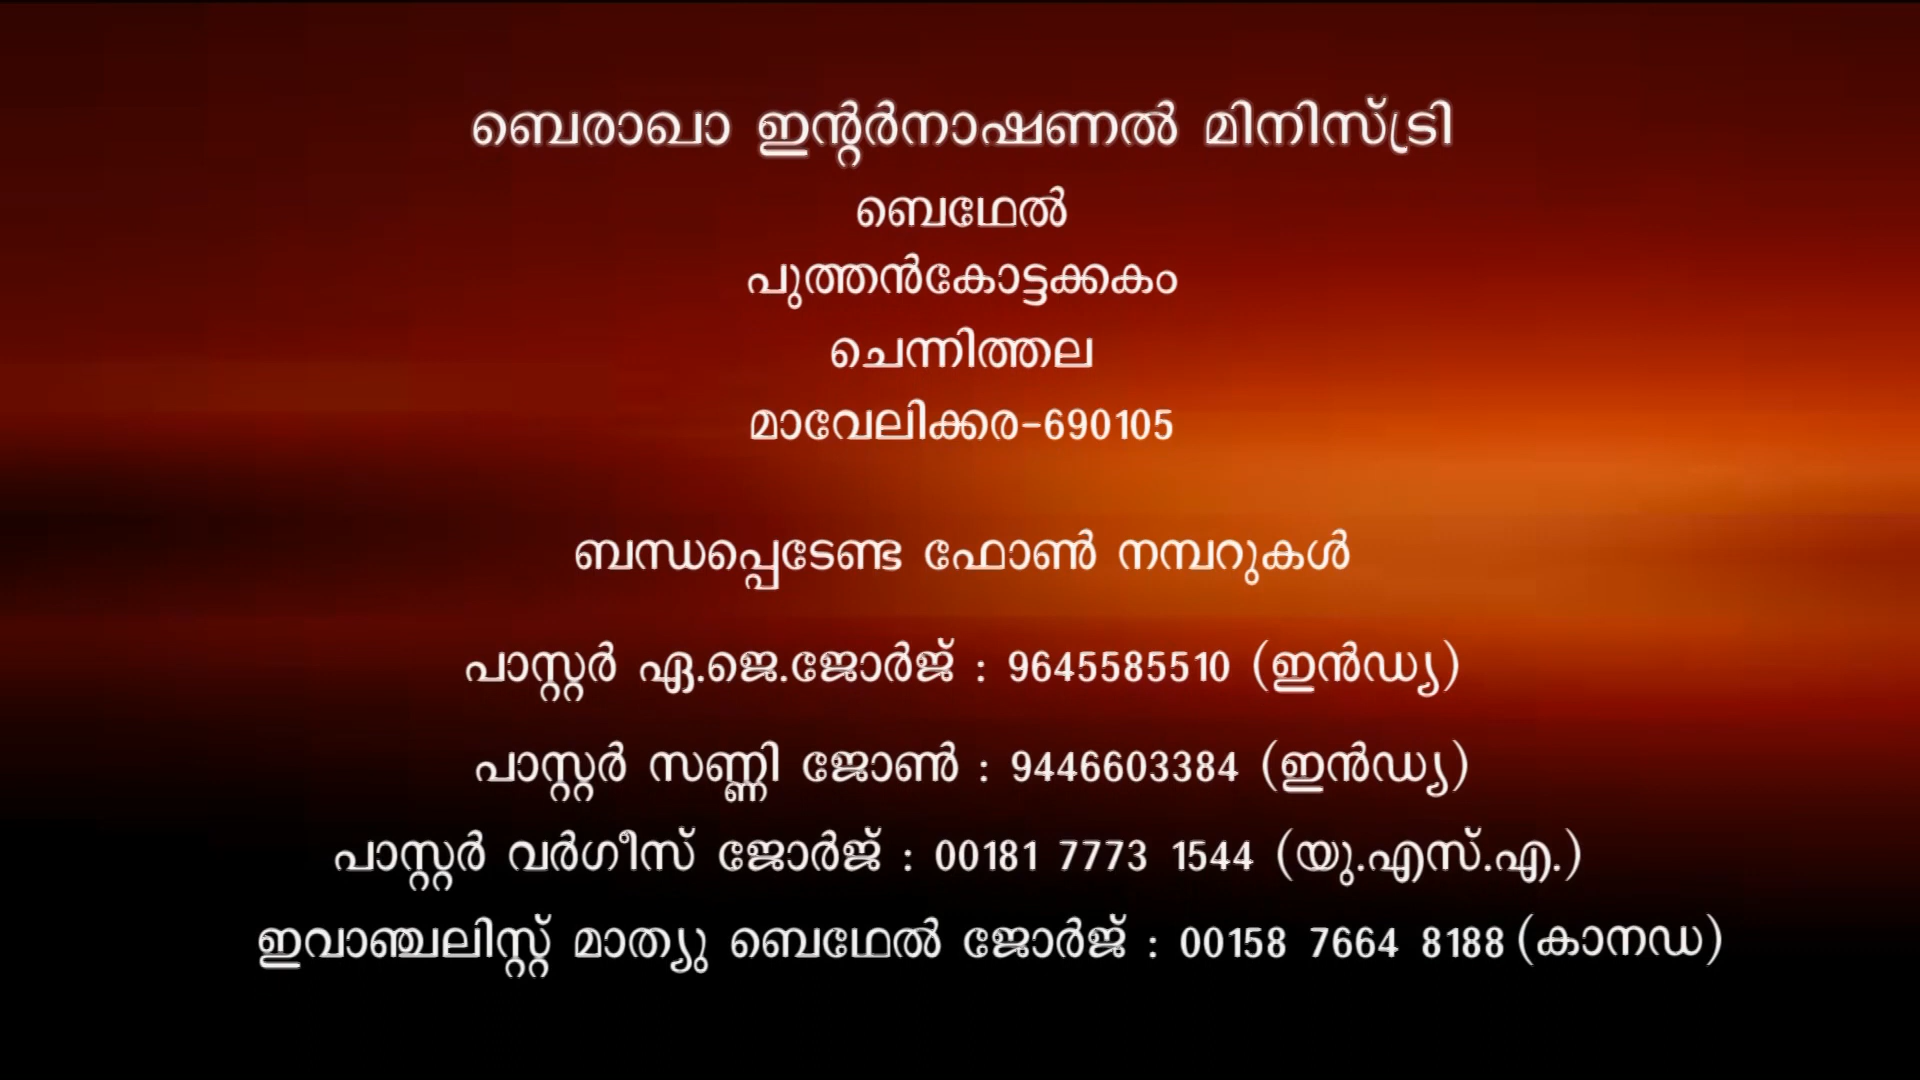 ബെരാഖാ ഇന്റർനാഷണൽ മിനിസ്ട്രി
ബെഥേൽ
പുത്തൻകോട്ടക്കകം
ചെന്നിത്തല
മാവേലിക്കര-690105
ബന്ധപ്പെടേണ്ട ഫോൺ നമ്പറുകൾ
പാസ്റ്റർ ഏ.ജെ.ജോർജ് : 9645585510 (ഇൻഡ്യ)
പാസ്റ്റർ സണ്ണി ജോൺ : 9446603384 (ഇൻഡ്യ)
പാസ്റ്റർ വർഗീസ് ജോർജ് : 00181 7773 1544 (യു.എസ്.എ.)
ഇവാഞ്ചലിസ്റ്റ് മാത്യു ബെഥേൽ ജോർജ് : 00158 7664 8188 (കാനഡ)